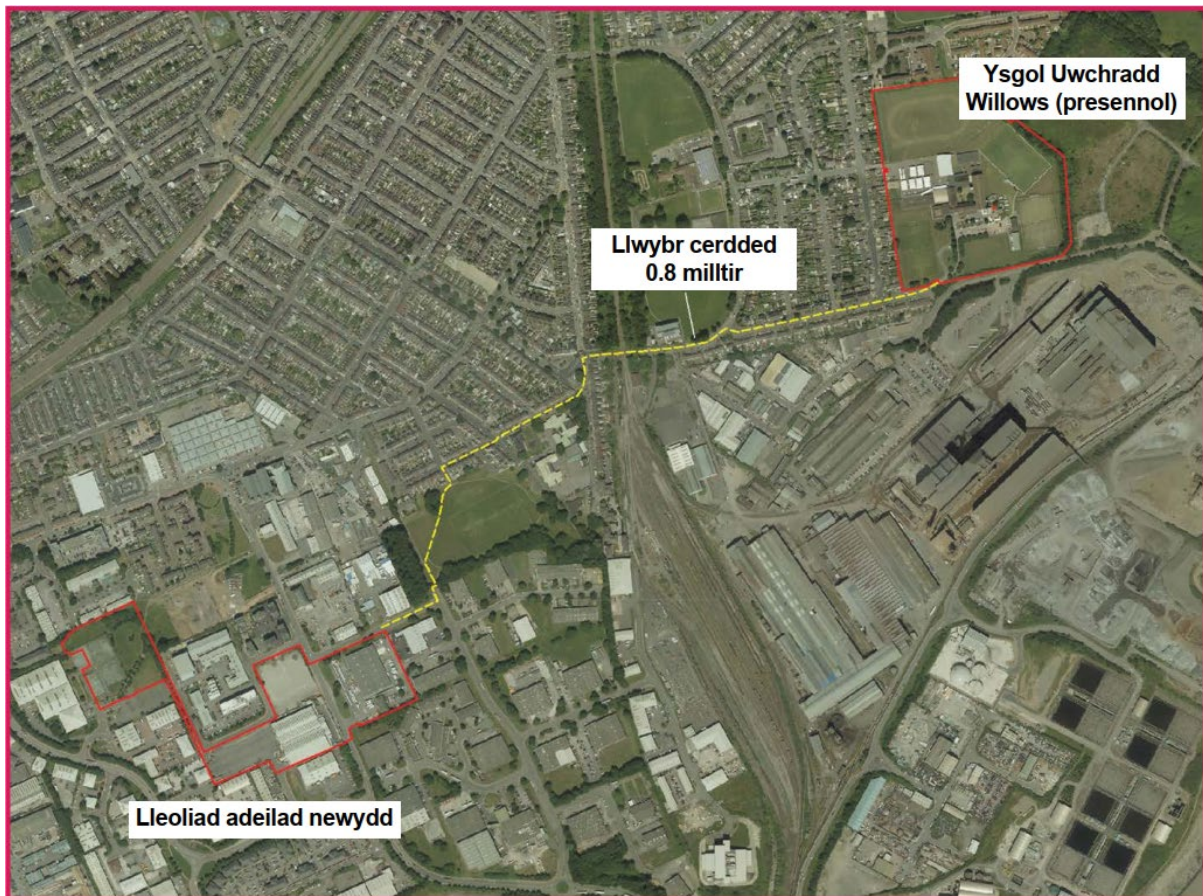 Ysgol Uwchradd
Willows (presennol)
Llwybr cerdded
0.8 milltir
Lleoliad adeilad newydd